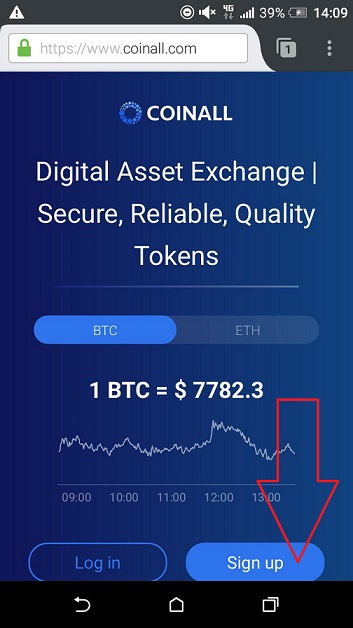 4G 39% 14:09
https://www.coinall.com 1
COINALL
Digital Asset Exchange |
Secure, Reliable, Quality
Tokens
BTC ETH
1 BTC = $ 7782.3
09:00 10:00 11:00 12:00 13:00
Log in Sign up